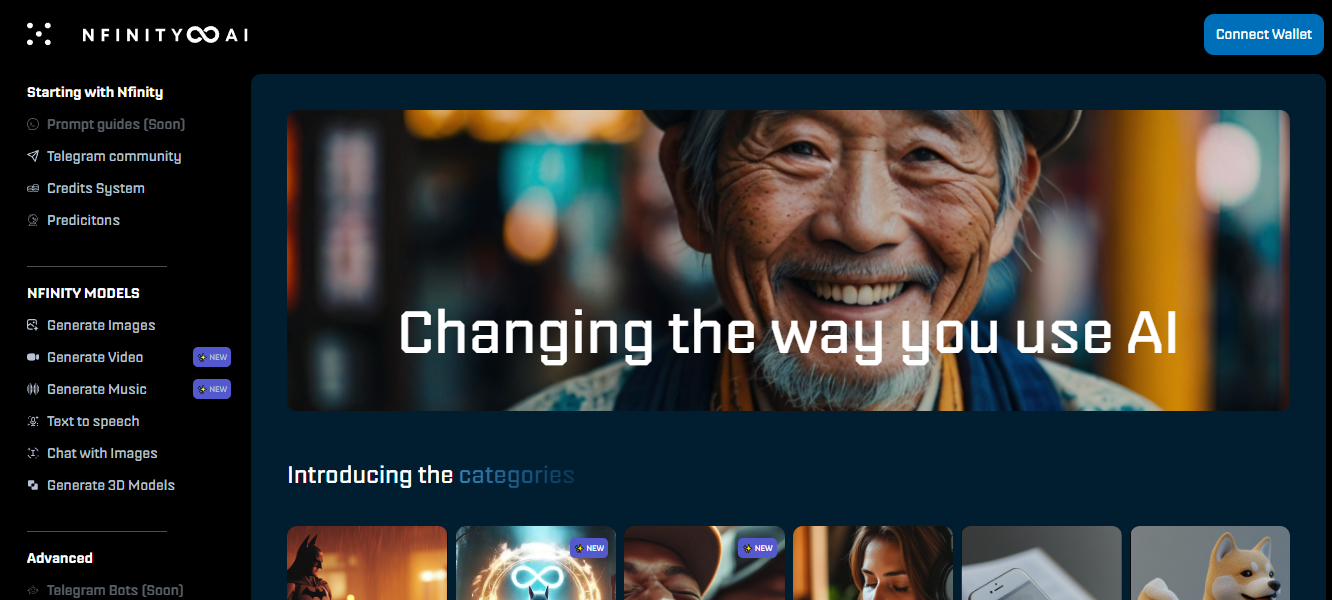 NFINITY AI
Connect Wallet
Starting with Nfinity
Prompt guides (Soon)
Telegram community
Credits System
Predicitons
NFINITY MODELS
Generate Images
Generate Video
NEW
Generate Music
NEW
Text to speech
Chat with Images
Generate 3D Models
Advanced
Telegram Bots (Soon)
Changing the way you use AI
Introducing the categories
NEW
NEW